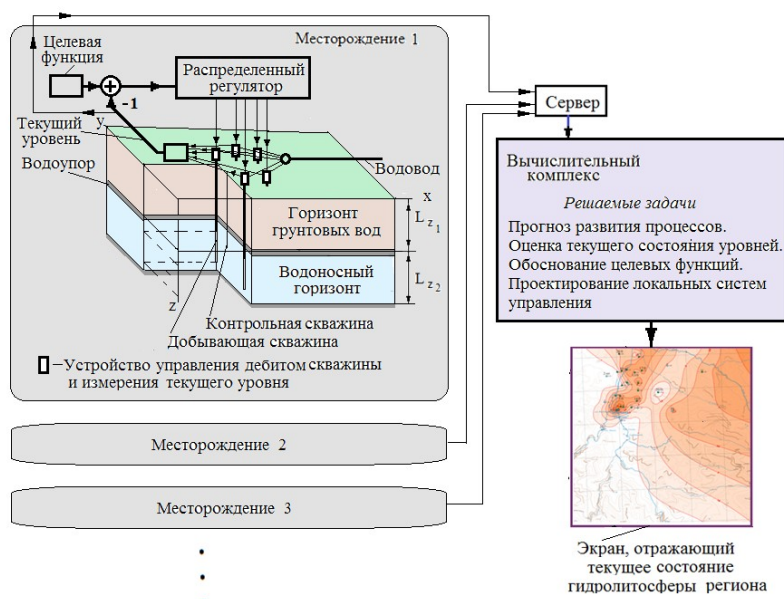 Месторождение 1
Целевая
функция
Распределенный
регулятор
-1
Текущий
уровень
y
Водоупор
Водовод
x
Горизонт
грунтовых вод
L z1
Водоносный
горизонт
L z2
z
Контрольная скважина
Добывающая скважина
–Устройство управления дебитом скважины
и измерения текущего уровня
Месторождение 2
Месторождение 3
Сервер
Вычислительный
комплекс
Решаемые задачи
Прогноз развития процессов.
Оценка текущего состояния уровней.
Обоснование целевых функций.
Проектирование локальных систем
управления
Экран, отражающий
текущее состояние
гидролитосферы региона